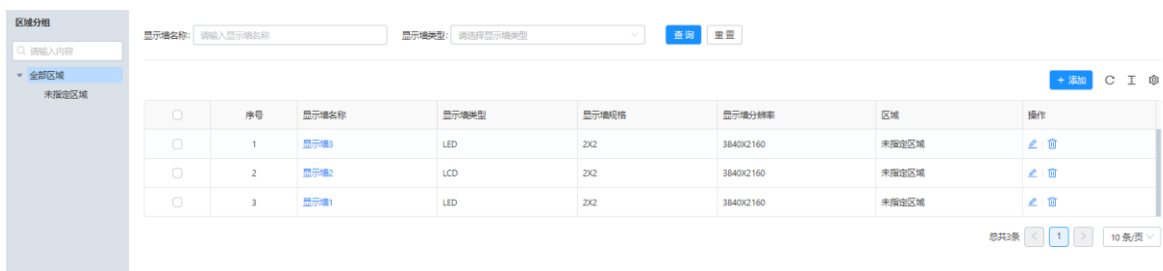 区域分组
请输入内容
全部区域
未指定区域
显示墙名称: 请输入显示墙名称 显示墙类型: 请选择显示墙类型 查询 重置
+ 添加
序号 显示墙名称 显示墙类型 显示墙规格 显示墙分辨率 区域 操作
1 显示墙3 LED 2X2 3840X2160 未指定区域
2 显示墙2 LCD 2X2 3840X2160 未指定区域
3 显示墙1 LED 2X2 3840X2160 未指定区域
总共3条 < 1 > 10 条/页